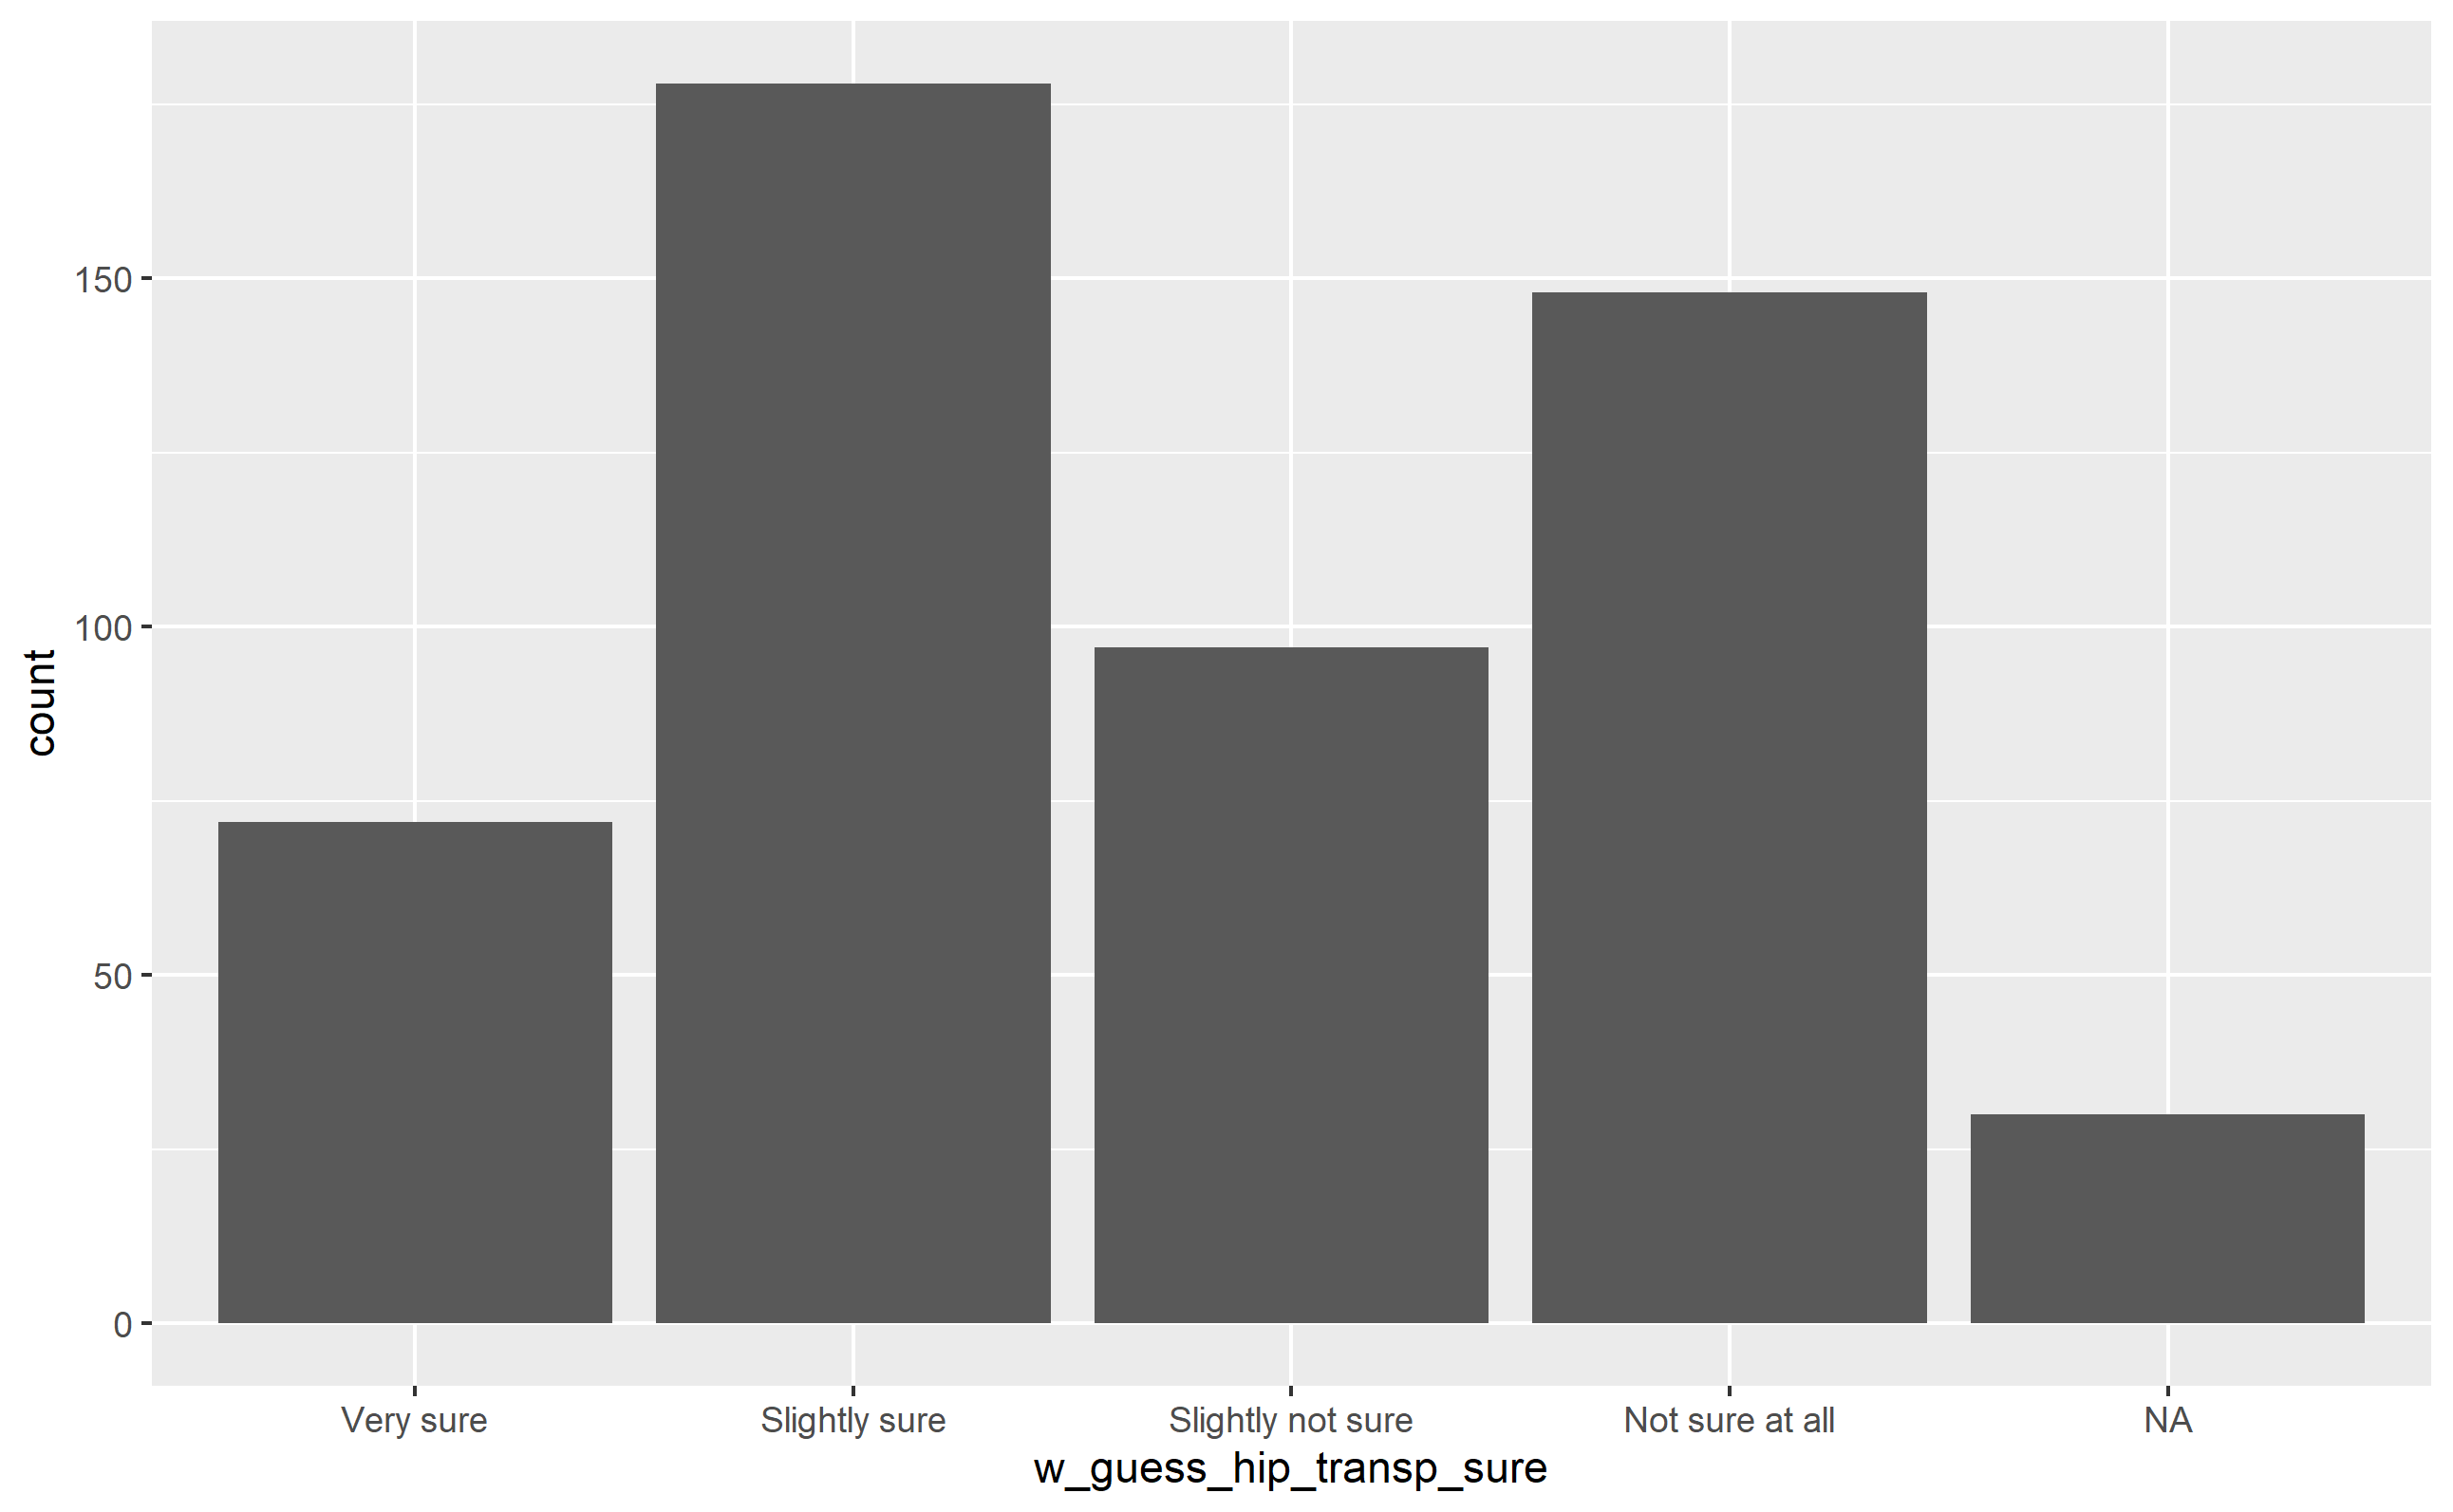 150
100
50
0
count
Very sure
Slightly sure
Slightly not sure
Not sure at all
NA
w_guess_hip_transp_sure